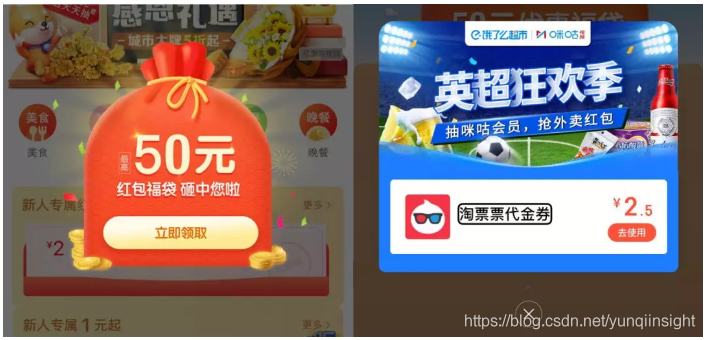 天天领
感恩礼遇
城市大牌5折起
美食
美食
晚餐
晚餐
最高
50元
红包福袋 砸中您啦
立即领取
新人专属
更多
¥2
新人专属1元起
更多
饿了么超市
咪咕
英超狂欢季
抽咪咕会员，抢外卖红包
淘票票代金券
¥2.5
去使用
https://blog.csdn.net/yunqiinsight